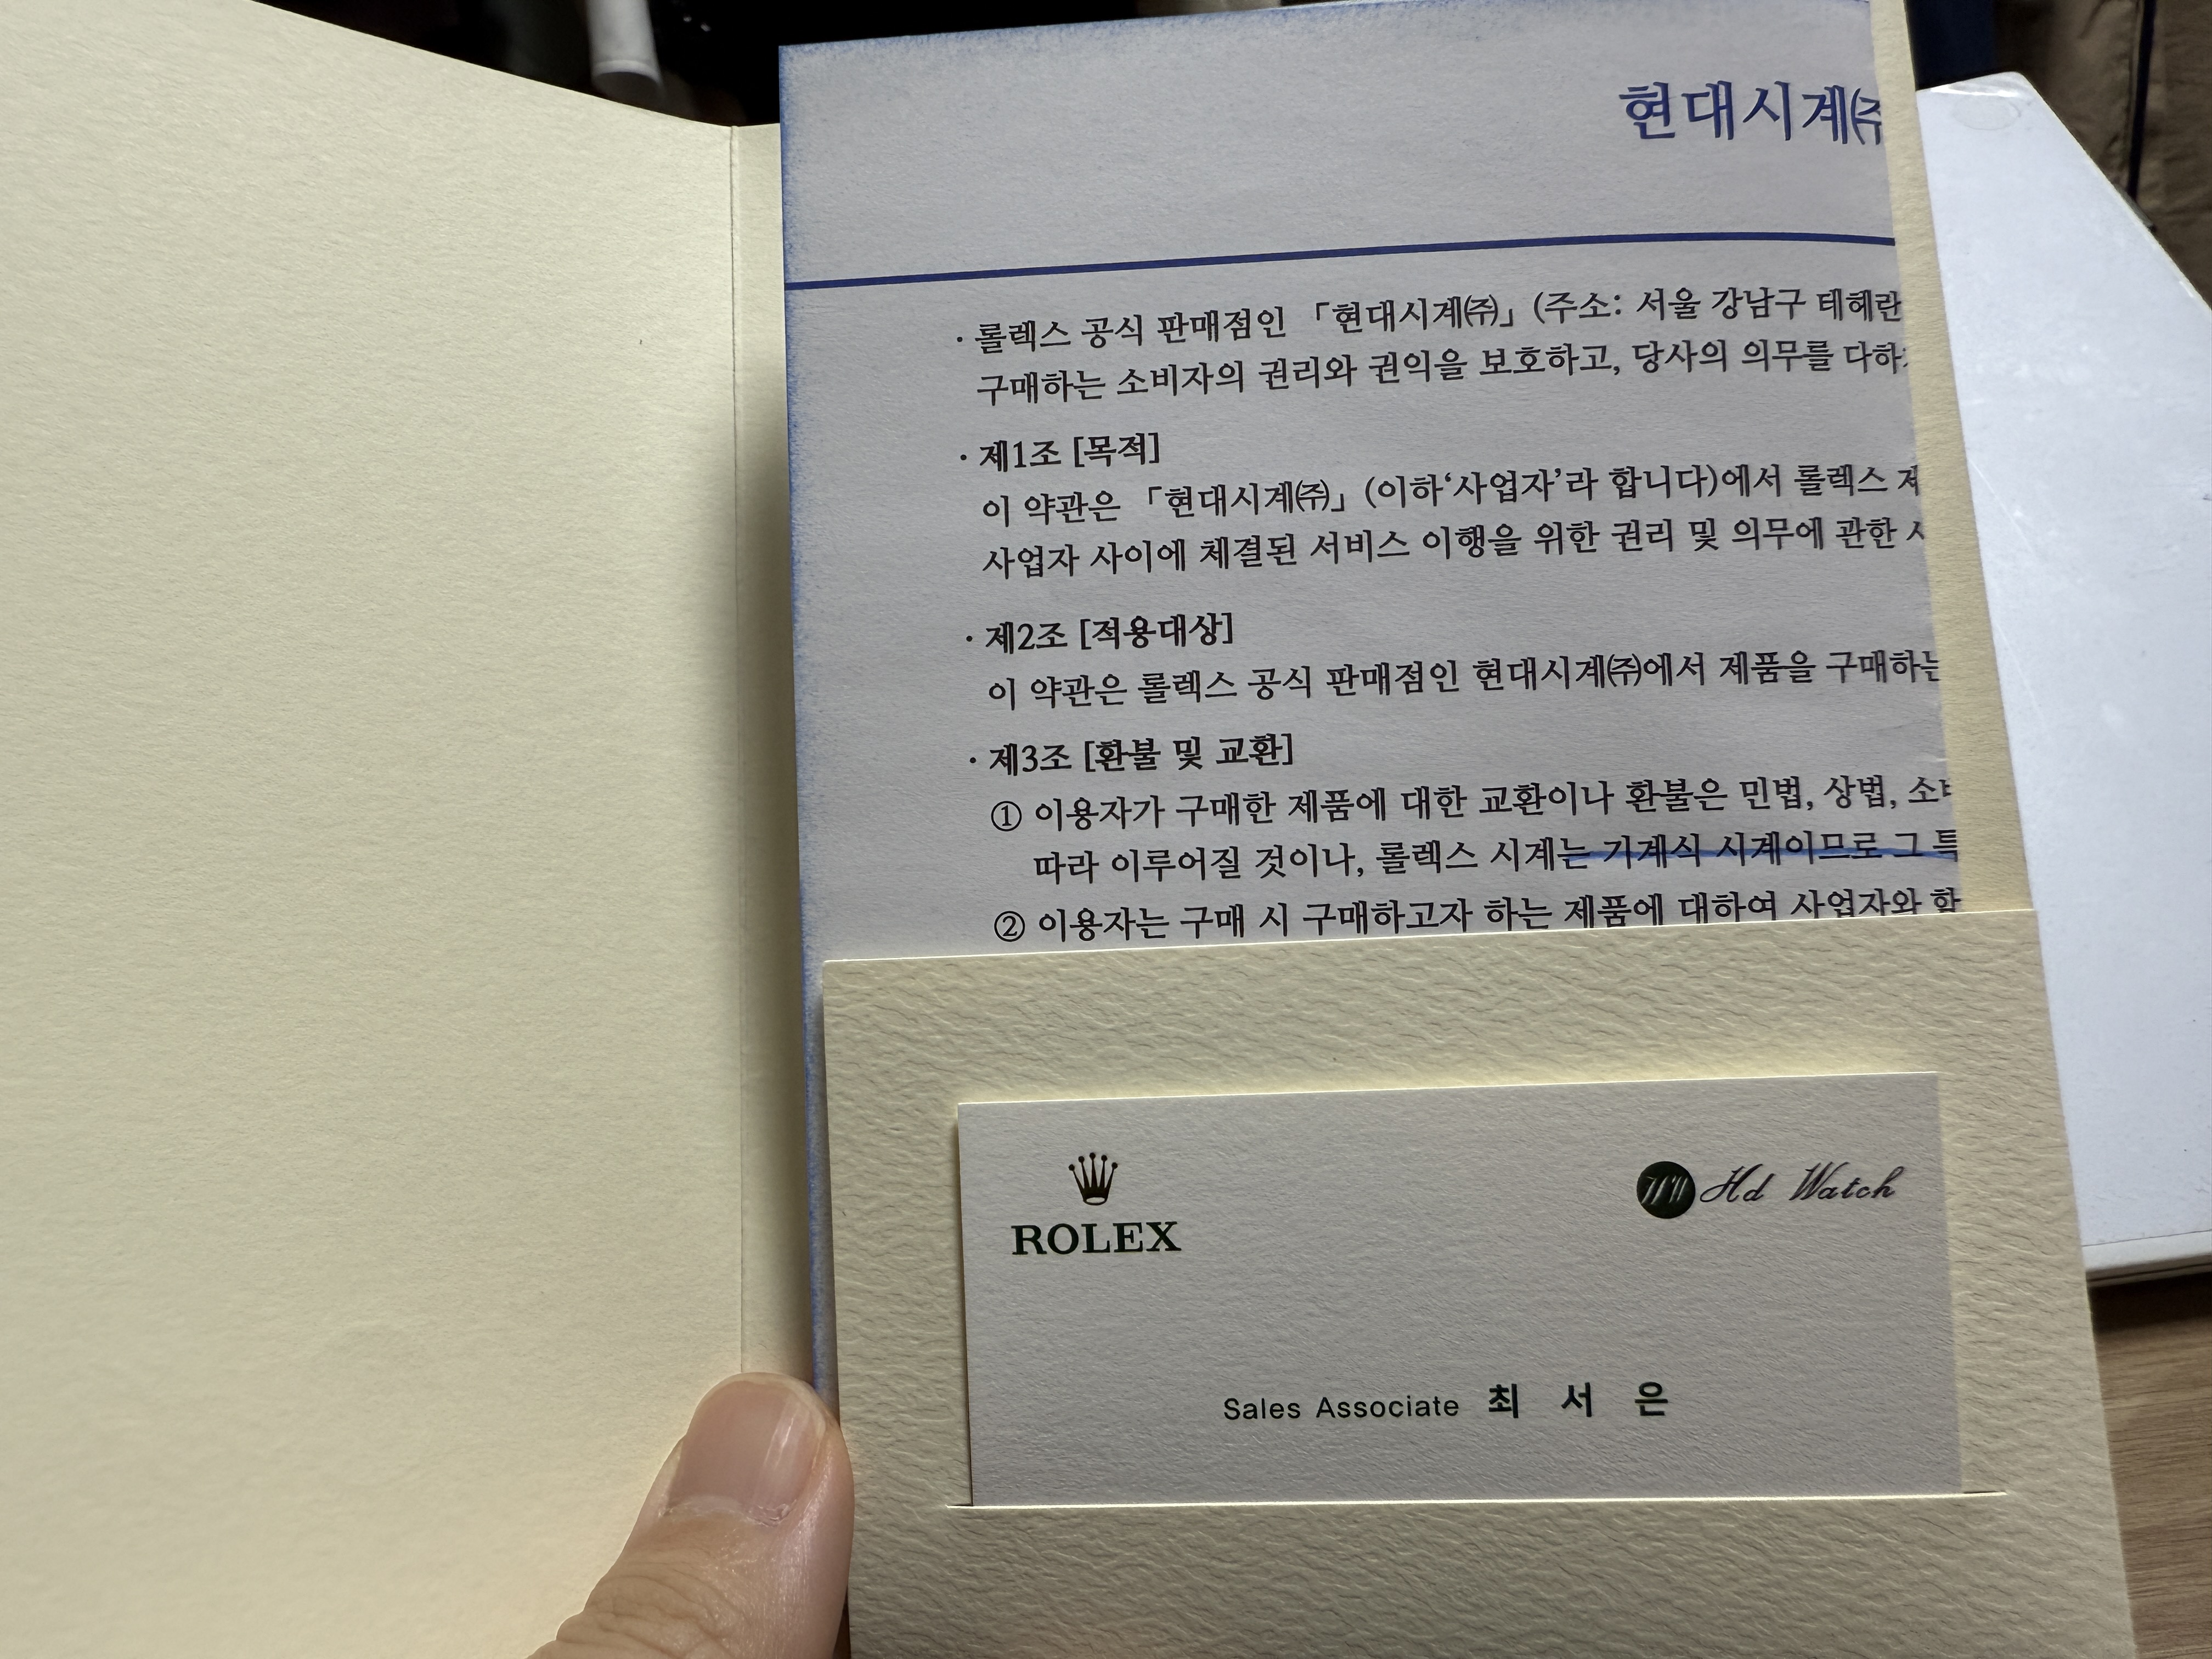 현대시계㈜
· 롤렉스 공식 판매점인 「현대시계㈜」 (주소: 서울 강남구 테헤란
구매하는 소비자의 권리와 권익을 보호하고, 당사의 의무를 다하
· 제1조 [목적]
이 약관은 「현대시계㈜」 (이하‘사업자’라 합니다)에서 롤렉스
사업자 사이에 체결된 서비스 이행을 위한 권리 및 의무에 관한
· 제2조 [적용대상]
이 약관은 롤렉스 공식 판매점인 현대시계㈜에서 제품을 구매하는
· 제3조 [환불 및 교환]
① 이용자가 구매한 제품에 대한 교환이나 환불은 민법, 상법,
따라 이루어질 것이나, 롤렉스 시계는 기계식 시계이므로 그
② 이용자는 구매 시 구매하고자 하는 제품에 대하여 사업자와
ROLEX
HW Hd Watch
Sales Associate 최 서 은